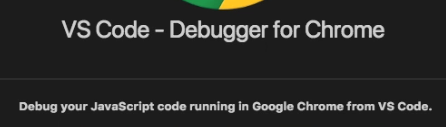 VS Code - Debugger for Chrome
Debug your JavaScript code running in Google Chrome from VS Code.